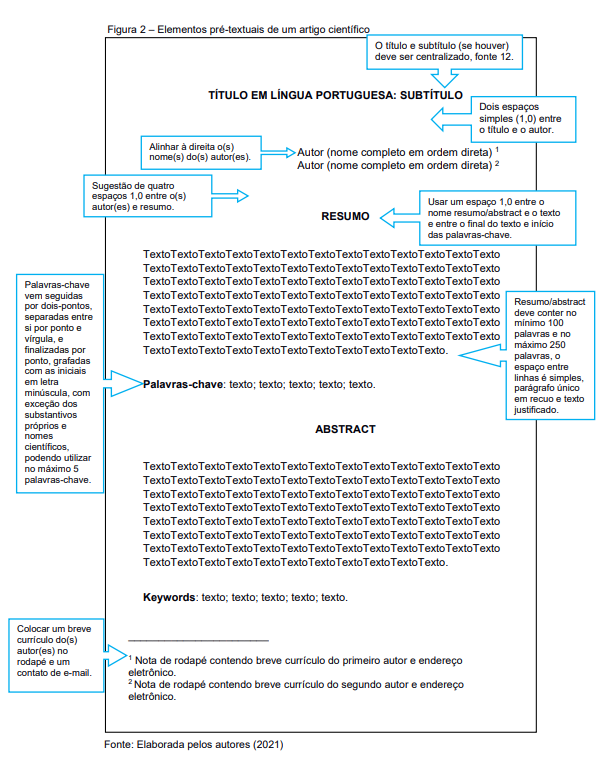 Figura 2 – Elementos pré-textuais de um artigo científico
O título e subtítulo (se houver)
deve ser centralizado, fonte 12.
TÍTULO EM LÍNGUA PORTUGUESA: SUBTÍTULO
Dois espaços
simples (1,0) entre
o título e o autor.
Alinhar à direita o(s)
nome(s) do(s) autor(es).
Autor (nome completo em ordem direta) 1
Autor (nome completo em ordem direta) 2
Sugestão de quatro
espaços 1,0 entre o(s)
autor(es) e resumo.
Usar um espaço 1,0 entre o
nome resumo/abstract e o texto
e entre o final do texto e início
das palavras-chave.
RESUMO
TextoTextoTextoTextoTextoTextoTextoTextoTextoTextoTextoTextoTexto
TextoTextoTextoTextoTextoTextoTextoTextoTextoTextoTextoTextoTexto
TextoTextoTextoTextoTextoTextoTextoTextoTextoTextoTextoTextoTexto
TextoTextoTextoTextoTextoTextoTextoTextoTextoTextoTextoTextoTexto
TextoTextoTextoTextoTextoTextoTextoTextoTextoTextoTextoTextoTexto
TextoTextoTextoTextoTextoTextoTextoTextoTextoTextoTextoTextoTexto
TextoTextoTextoTextoTextoTextoTextoTextoTextoTextoTextoTextoTexto
TextoTextoTextoTextoTextoTextoTextoTextoTextoTextoTexto.
Palavras-chave
vem seguidas
por dois-pontos,
separadas entre
si por ponto e
vírgula, e
finalizadas por
ponto, grafadas
com as iniciais
em letra
minúscula, com
exceção dos
substantivos
próprios e
nomes
científicos,
podendo utilizar
no máximo 5
palavras-chave.
Resumo/abstract
deve conter no
mínimo 100
palavras e no
máximo 250
palavras, o
espaço entre
linhas é simples,
parágrafo único
em recuo e texto
justificado.
Palavras-chave: texto; texto; texto; texto; texto.
ABSTRACT
TextoTextoTextoTextoTextoTextoTextoTextoTextoTextoTextoTextoTexto
TextoTextoTextoTextoTextoTextoTextoTextoTextoTextoTextoTextoTexto
TextoTextoTextoTextoTextoTextoTextoTextoTextoTextoTextoTextoTexto
TextoTextoTextoTextoTextoTextoTextoTextoTextoTextoTextoTextoTexto
TextoTextoTextoTextoTextoTextoTextoTextoTextoTextoTextoTextoTexto
TextoTextoTextoTextoTextoTextoTextoTextoTextoTextoTextoTextoTexto
TextoTextoTextoTextoTextoTextoTextoTextoTextoTextoTextoTextoTexto
TextoTextoTextoTextoTextoTextoTextoTextoTextoTextoTexto.
Keywords: texto; texto; texto; texto; texto.
Colocar um breve
currículo do(s)
autor(es) no
rodapé e um
contato de e-mail.
1 Nota de rodapé contendo breve currículo do primeiro autor e endereço
eletrônico.
2 Nota de rodapé contendo breve currículo do segundo autor e endereço
eletrônico.
Fonte: Elaborada pelos autores (2021)